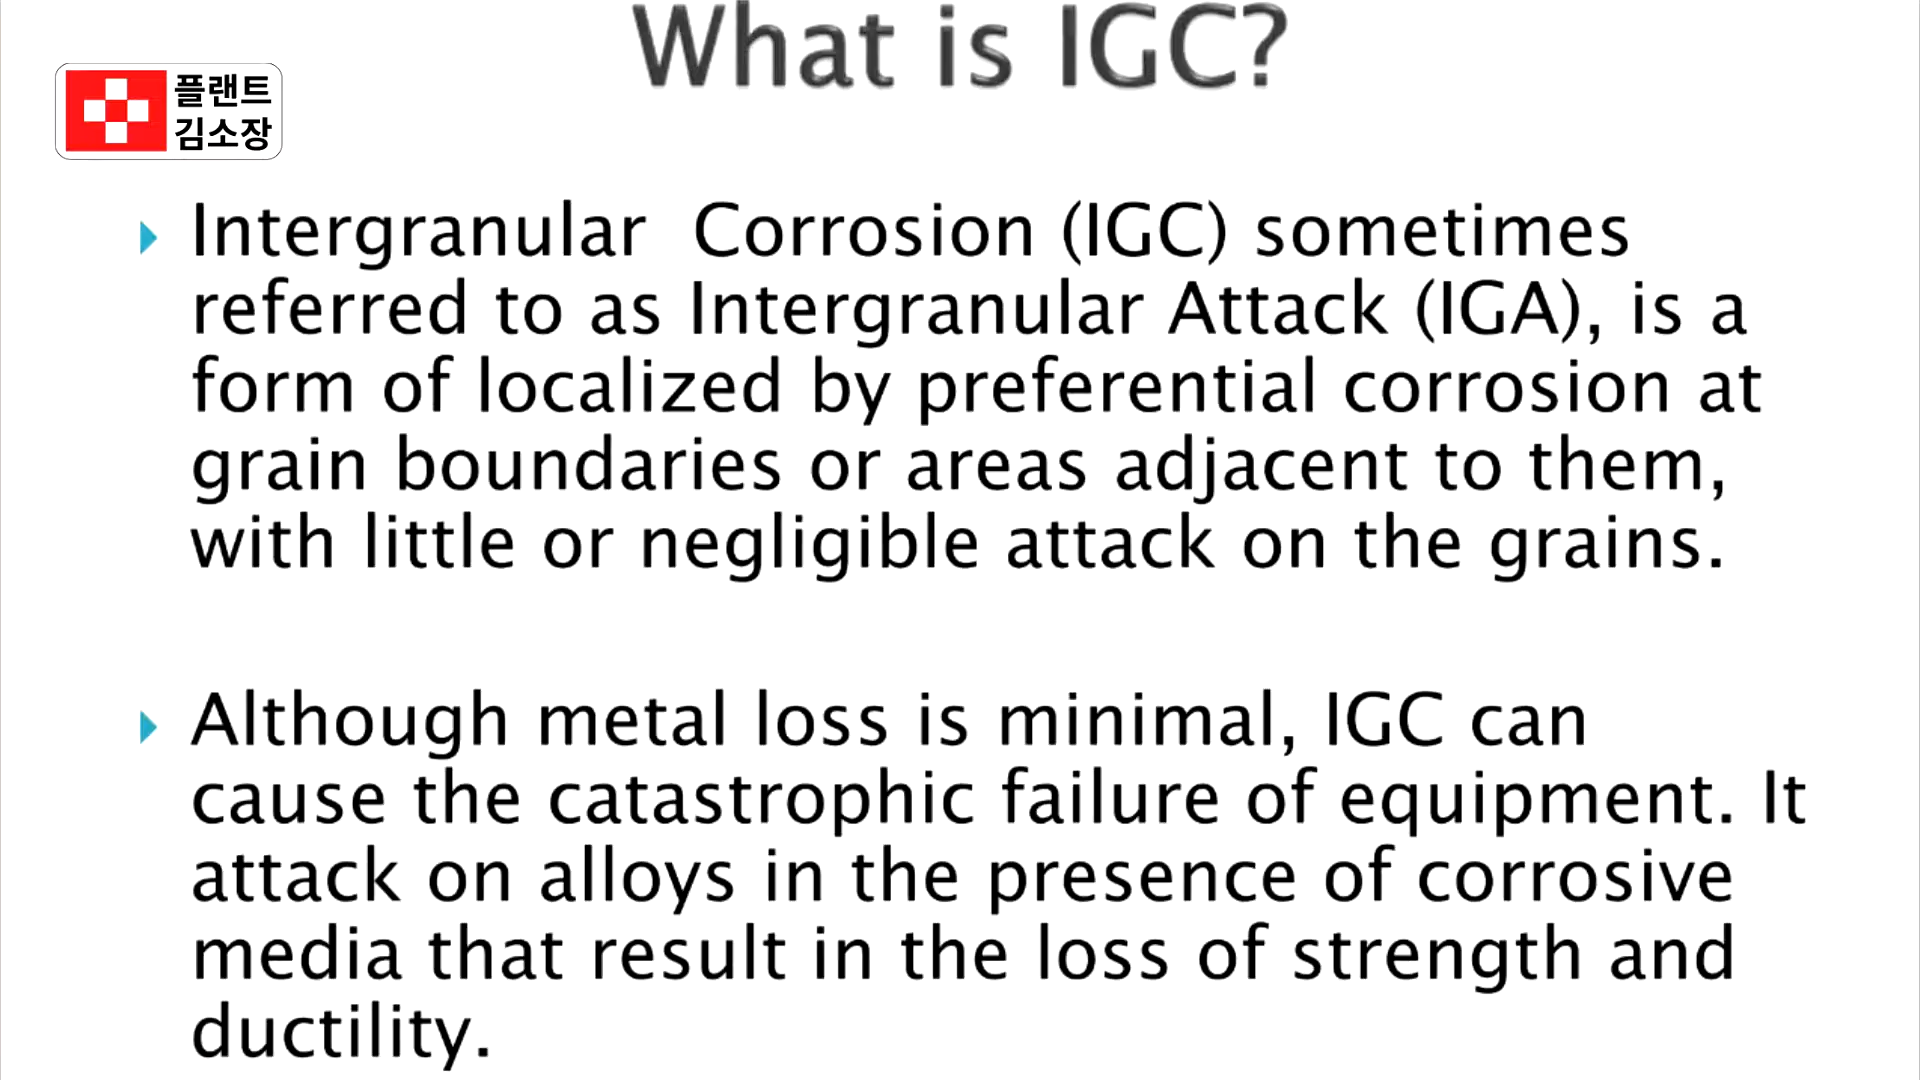 What is IGC?
플랜트
김소장
Intergranular Corrosion (IGC) sometimes
referred to as Intergranular Attack (IGA), is a
form of localized by preferential corrosion at
grain boundaries or areas adjacent to them,
with little or negligible attack on the grains.
Although metal loss is minimal, IGC can
cause the catastrophic failure of equipment. It
attack on alloys in the presence of corrosive
media that result in the loss of strength and
ductility.